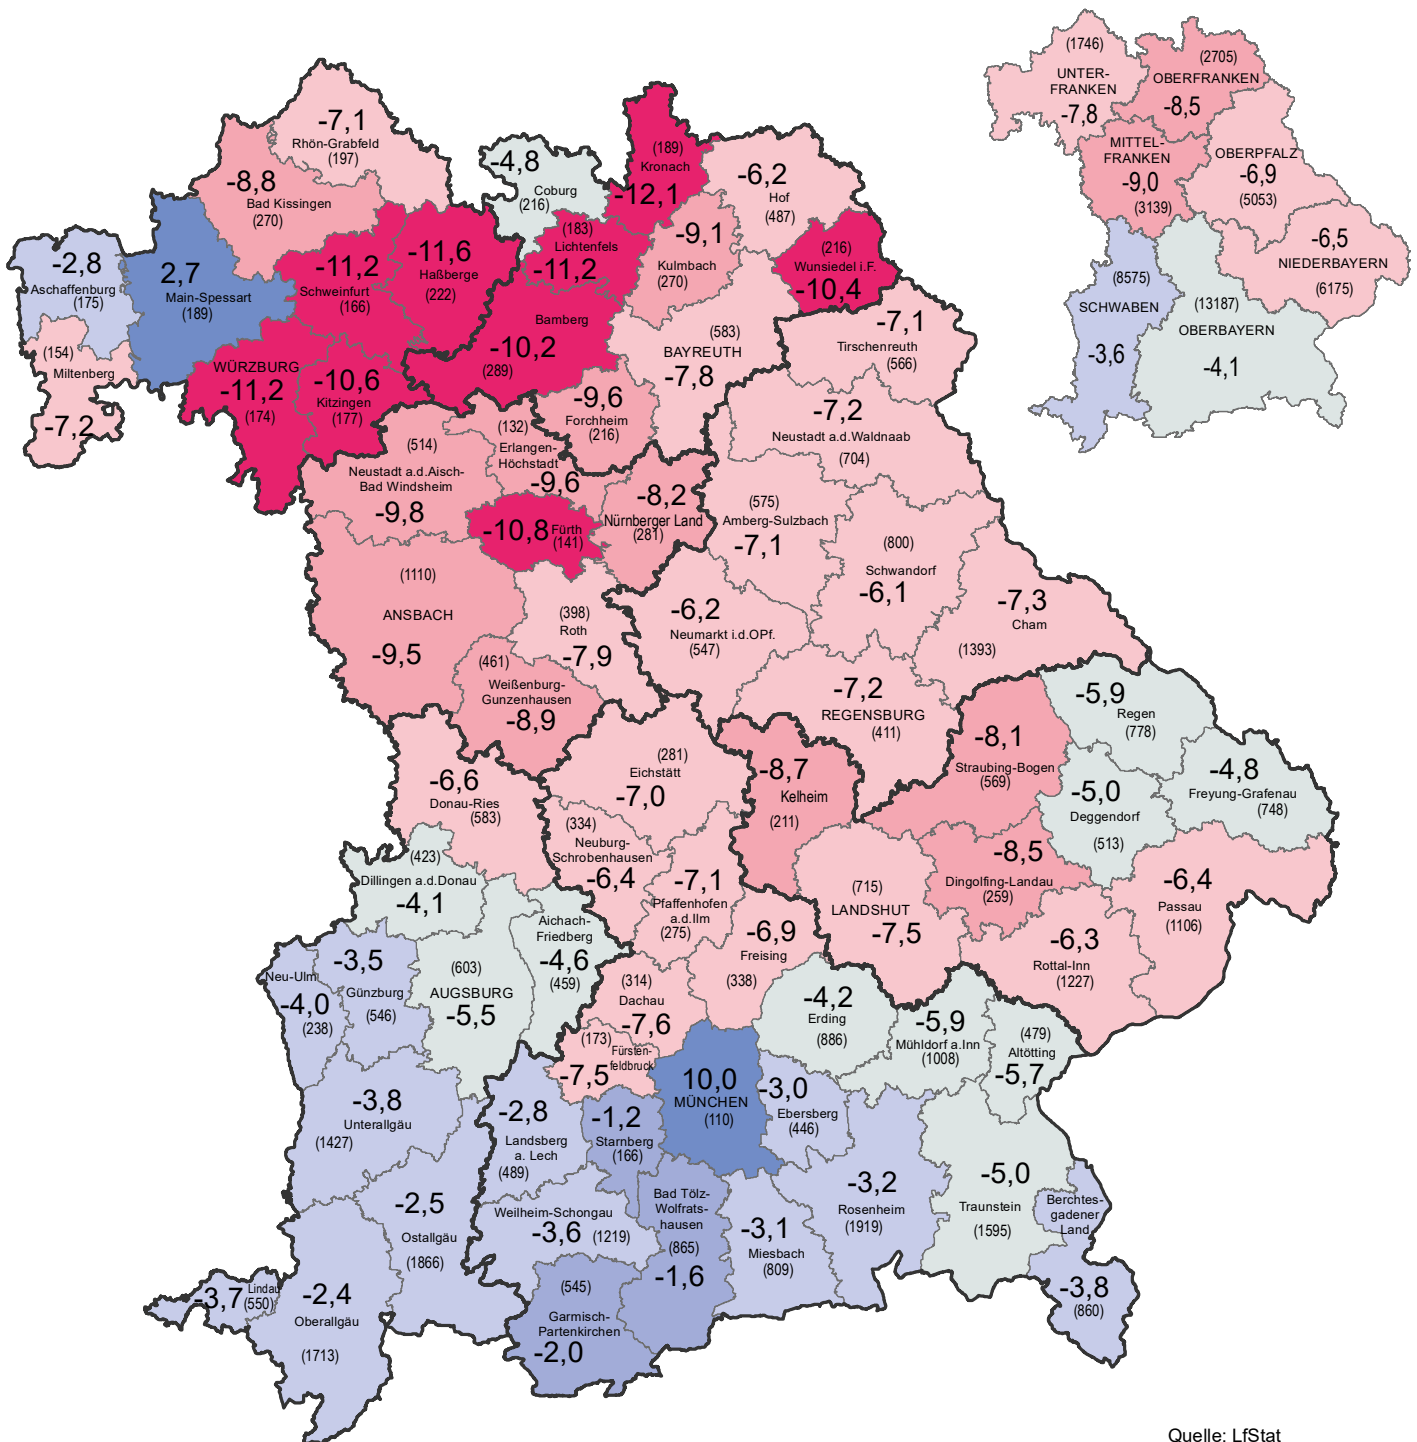 (1746)
UNTER-
FRANKEN
-7,8
(2705)
OBERFRANKEN
-8,5
MITTEL-
FRANKEN
-9,0
(3139)
OBERPFALZ
-6,9
(5053)
-6,5
NIEDERBAYERN
(6175)
(8575)
SCHWABEN
-3,6
(13187)
OBERBAYERN
-4,1
-7,1
Rhön-Grabfeld
(197)
-8,8
Bad Kissingen
(270)
-4,8
Coburg
(216)
(189)
Kronach
-12,1
-6,2
Hof
(487)
-2,8
Aschaffenburg
(175)
2,7
Main-Spessart
(189)
-11,2
Schweinfurt
(166)
-11,6
Haßberge
(222)
(183)
Lichtenfels
-11,2
-9,1
Kulmbach
(270)
(216)
Wunsiedel i.F.
-10,4
(154)
Miltenberg
-7,2
WÜRZBURG
-11,2
(174)
-10,6
Kitzingen
(177)
Bamberg
-10,2
(289)
(583)
BAYREUTH
-7,8
-7,1
Tirschenreuth
(566)
-9,6
Forchheim
(216)
-7,2
Neustadt a.d.Waldnaab
(704)
(514)
Neustadt a.d.Aisch-
Bad Windsheim
-9,8
(132)
Erlangen-
Höchstadt
-9,6
-8,2
Nürnberger Land
(281)
-10,8
Fürth
(141)
(575)
Amberg-Sulzbach
-7,1
(800)
Schwandorf
-6,1
(1110)
ANSBACH
-9,5
(398)
Roth
-7,9
-6,2
Neumarkt i.d.OPf.
(547)
-7,3
Cham
(1393)
(461)
Weißenburg-
Gunzenhausen
-8,9
-7,2
REGENSBURG
(411)
-5,9
Regen
(778)
-8,1
Straubing-Bogen
(569)
-6,6
Donau-Ries
(583)
(281)
Eichstätt
-7,0
-8,7
Kelheim
(211)
-5,0
Deggendorf
(513)
-4,8
Freyung-Grafenau
(748)
(334)
Neuburg-
Schrobenhausen
-6,4
(423)
Dillingen a.d.Donau
-4,1
-7,1
Pfaffenhofen
a.d.Ilm
(275)
(715)
LANDSHUT
-7,5
-8,5
Dingolfing-Landau
(259)
-6,4
Passau
(1106)
Aichach-
Friedberg
-4,6
(459)
-6,9
Freising
(338)
-6,3
Rottal-Inn
(1227)
Neu-Ulm
-4,0
(238)
-3,5
Günzburg
(546)
(603)
AUGSBURG
-5,5
(314)
Dachau
-7,6
-4,2
Erding
(886)
-5,9
Mühldorf a.Inn
(1008)
(479)
Altötting
-5,7
(173)
Fürsten-
feldbruck
-7,5
10,0
MÜNCHEN
(110)
-3,0
Ebersberg
(446)
-3,8
Unterallgäu
(1427)
-2,8
Landsberg
a. Lech
(489)
-1,2
Starnberg
(166)
-5,0
Traunstein
(1595)
-3,2
Rosenheim
(1919)
-2,5
Ostallgäu
(1866)
Weilheim-Schongau
-3,6 (1219)
Bad Tölz-
Wolfrats-
hausen
(865)
-1,6
-3,1
Miesbach
(809)
Berchtes-
gadener
Land
-3,8
(860)
-3,7
Lindau
(550)
-2,4
Oberallgäu
(1713)
(545)
Garmisch-
Partenkirchen
-2,0
Quelle: LfStat